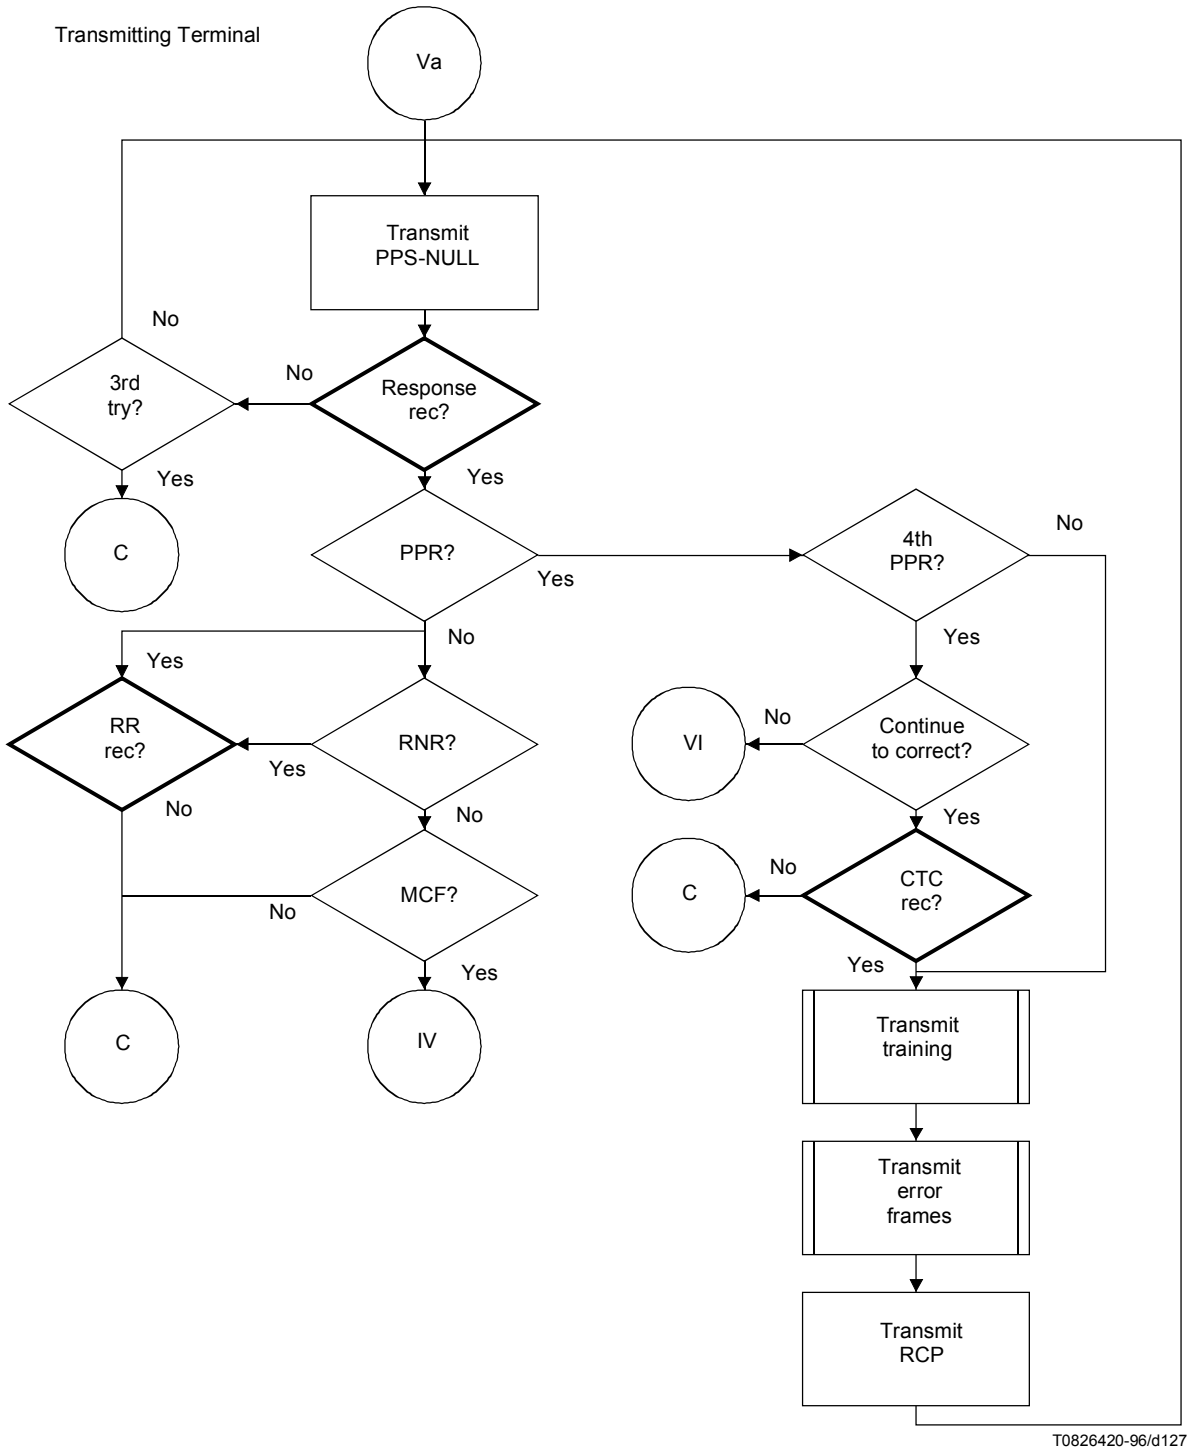 Transmitting Terminal
Va
Transmit
PPS-NULL
No
No
3rd
try?
Response
rec?
Yes
Yes
C
PPR?
Yes
4th
PPR?
No
No
Yes
Yes
RR
rec?
RNR?
Yes
VI
No
Continue
to correct?
No
No
Yes
MCF?
No
C
No
CTC
rec?
Yes
Yes
C
IV
Transmit
training
Transmit
error
frames
Transmit
RCP
T0826420-96/d127